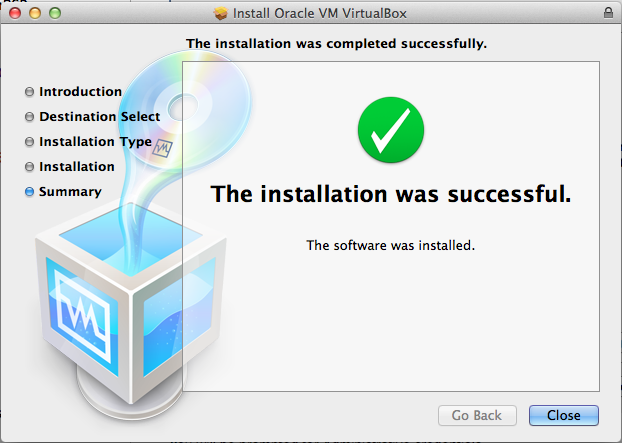 Install Oracle VM VirtualBox
The installation was completed successfully.
Introduction
Destination Select
Installation Type
Installation
Summary
The installation was successful.
The software was installed.
Go Back
Close